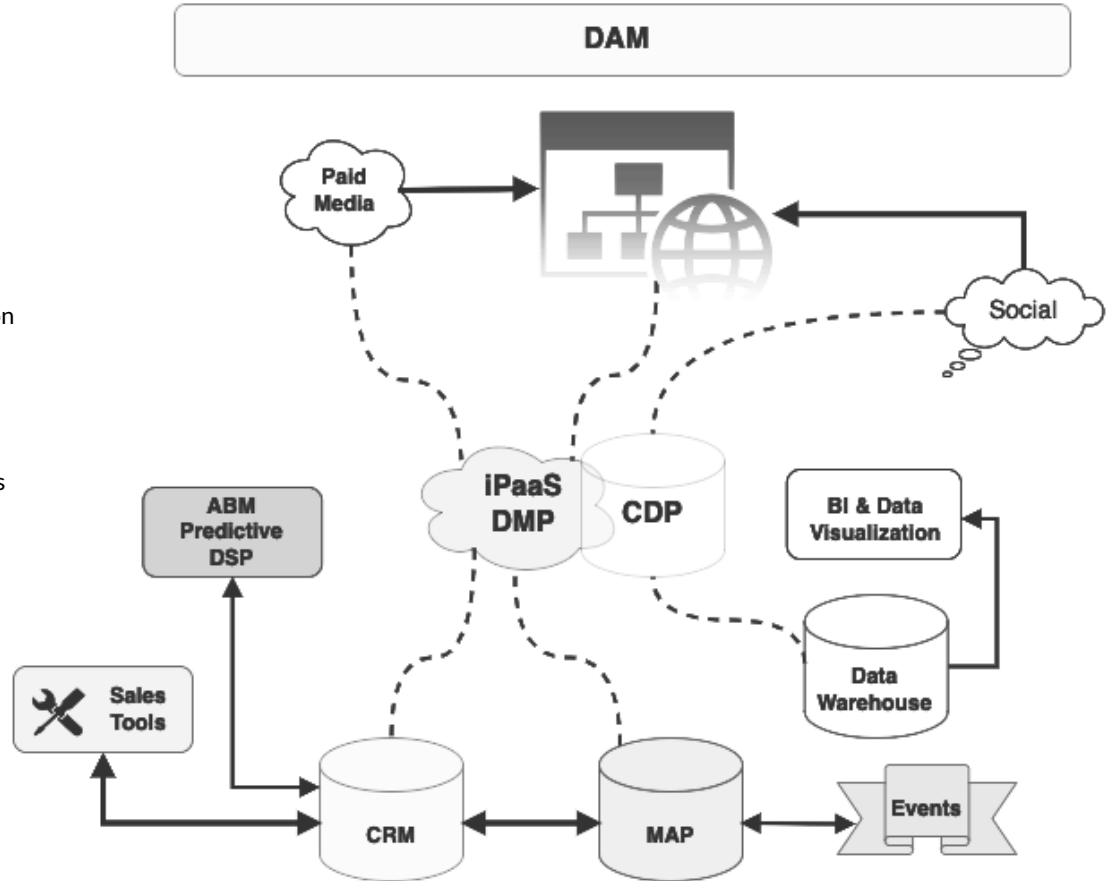 DAM
Paid
Media
on
Social
iPaaS
DMP
CDP
s
ABM
Predictive
DSP
BI & Data
Visualization
Sales
Tools
Data
Warehouse
CRM
MAP
Events